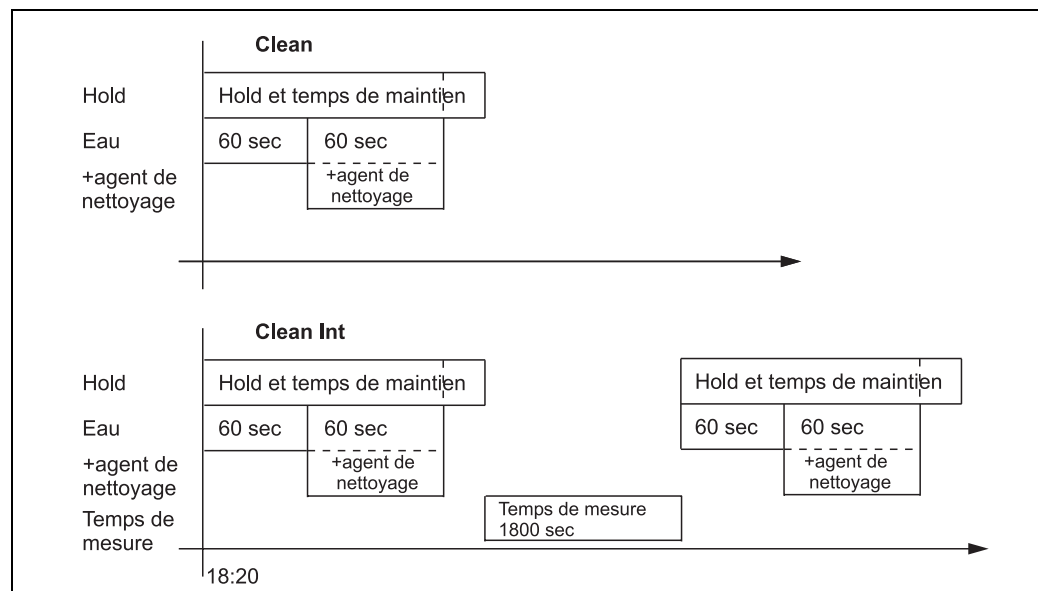 Clean
Hold
Hold et temps de maintien
Eau
60 sec
60 sec
+agent de
nettoyage
+agent de
nettoyage
Clean Int
Hold
Hold et temps de maintien
Hold et temps de maintien
Eau
60 sec
60 sec
60 sec
60 sec
+agent de
nettoyage
+agent de
nettoyage
+agent de
nettoyage
Temps de
mesure
Temps de mesure
1800 sec
18:20